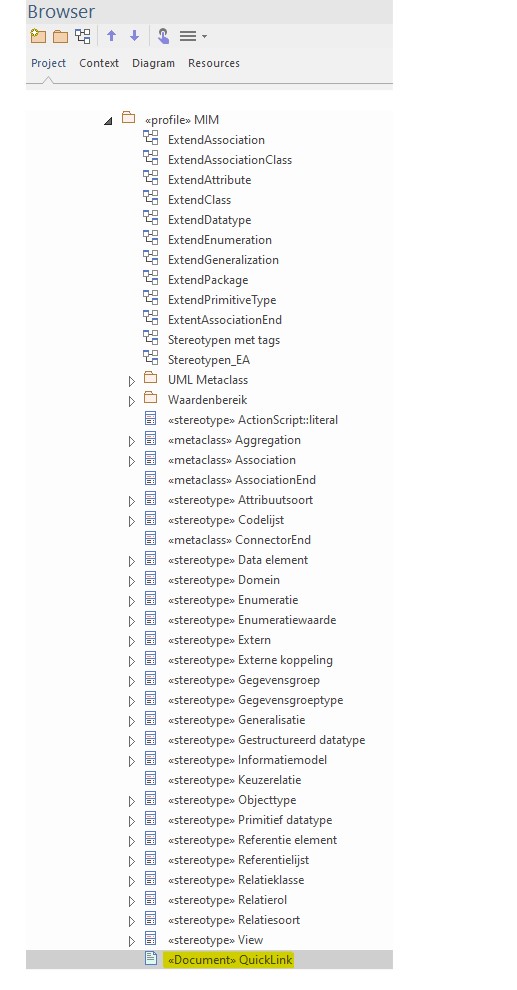 Browser
Project Context Diagram Resources
«profile» MIM
ExtendAssociation
ExtendAssociationClass
ExtendAttribute
ExtendClass
ExtendDatatype
ExtendEnumeration
ExtendGeneralization
ExtendPackage
ExtendPrimitiveType
ExtentAssociationEnd
Stereotypen met tags
Stereotypen_EA
UML Metaclass
Waardenbereik
«stereotype» ActionScript::literal
«metaclass» Aggregation
«metaclass» Association
«metaclass» AssociationEnd
«stereotype» Attribuutsoort
«stereotype» Codelijst
«metaclass» ConnectorEnd
«stereotype» Data element
«stereotype» Domein
«stereotype» Enumeratie
«stereotype» Enumeratiewaarde
«stereotype» Extern
«stereotype» Externe koppeling
«stereotype» Gegevensgroep
«stereotype» Gegevensgroeptype
«stereotype» Generalisatie
«stereotype» Gestructureerd datatype
«stereotype» Informatiemodel
«stereotype» Keuzerelatie
«stereotype» Objecttype
«stereotype» Primitief datatype
«stereotype» Referentie element
«stereotype» Referentielijst
«stereotype» Relatieklasse
«stereotype» Relatierol
«stereotype» Relatiesoort
«stereotype» View
«Document» QuickLink